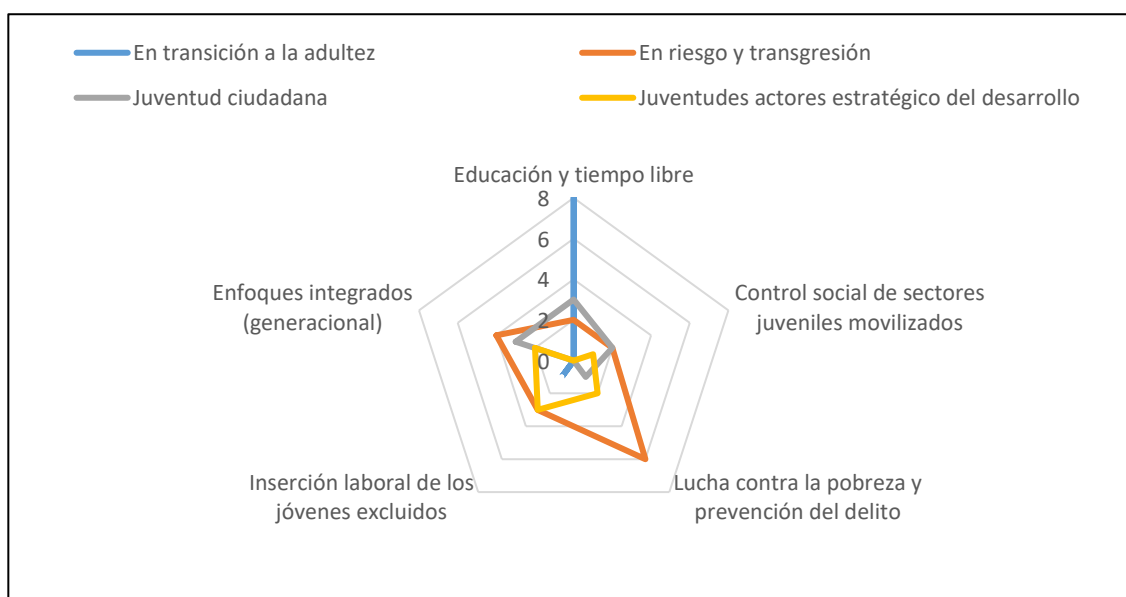 En transición a la adultez
En riesgo y transgresión
Juventud ciudadana
Juventudes actores estratégico del desarrollo
Educación y tiempo libre
8
6
4
2
0
Control social de sectores
juveniles movilizados
Lucha contra la pobreza y
prevención del delito
Inserción laboral de los
jóvenes excluidos
Enfoques integrados
(generacional)